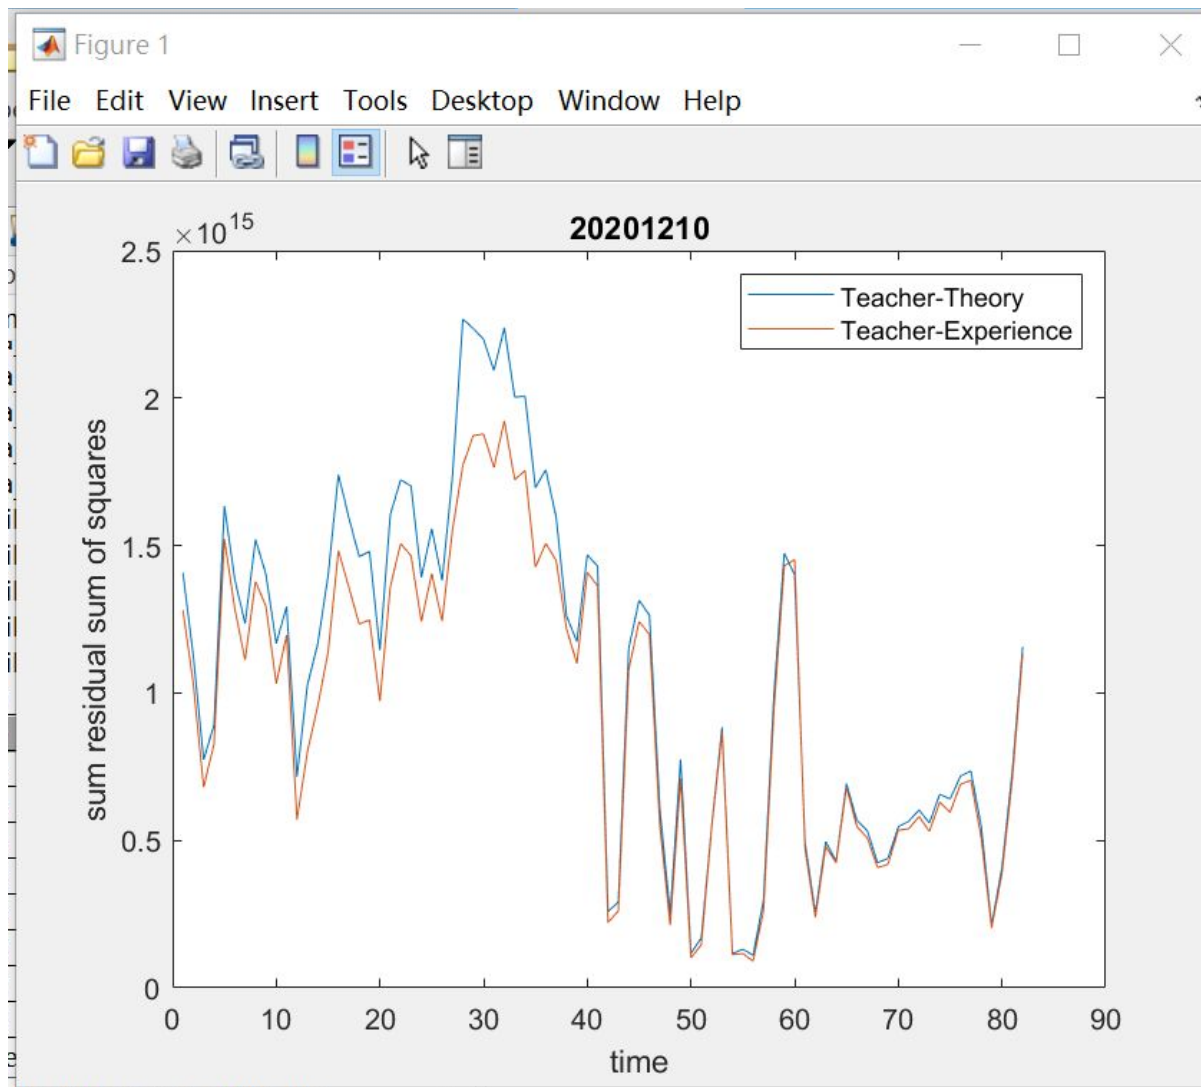 Figure 1
File Edit View Insert Tools Desktop Window Help
×10^15
20201210
2.5
2
1.5
1
0.5
0
Teacher-Theory
Teacher-Experience
sum residual sum of squares
0 10 20 30 40 50 60 70 80 90
time